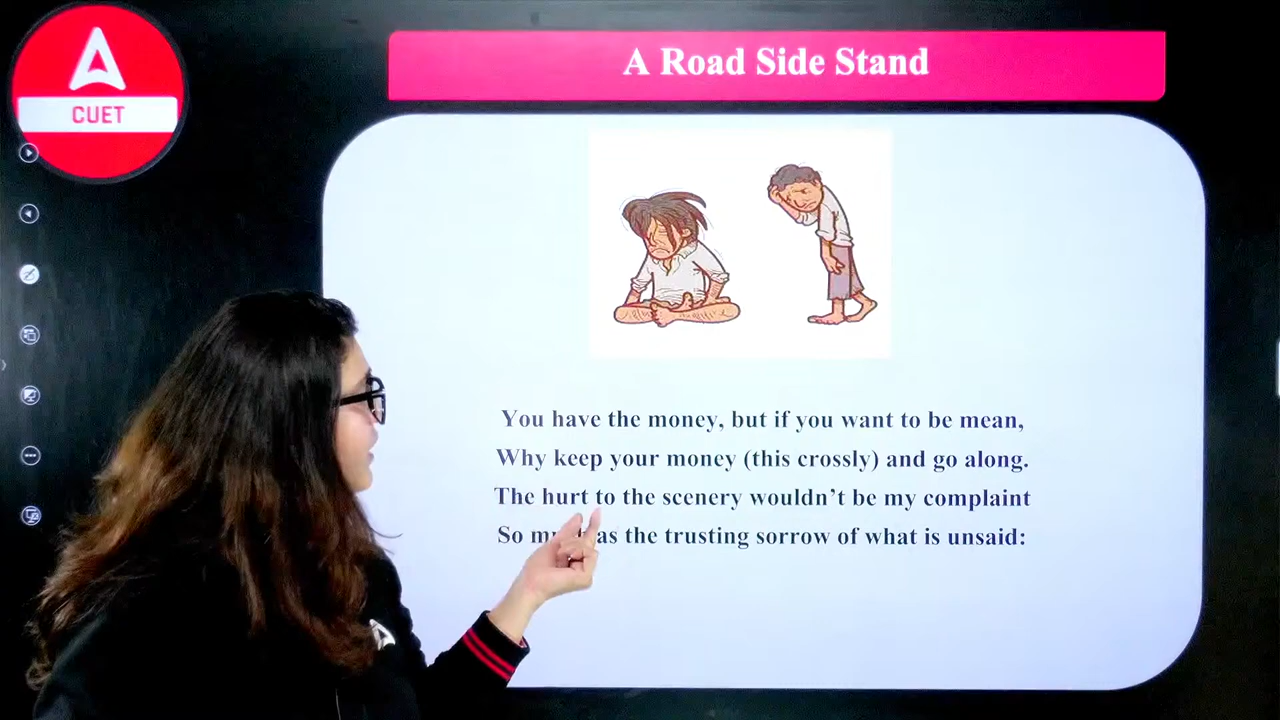 CUET
A Road Side Stand
You have the money, but if you want to be mean,
Why keep your money (this crossly) and go along.
The hurt to the scenery wouldn't be my complaint
So as the trusting sorrow of what is unsaid: